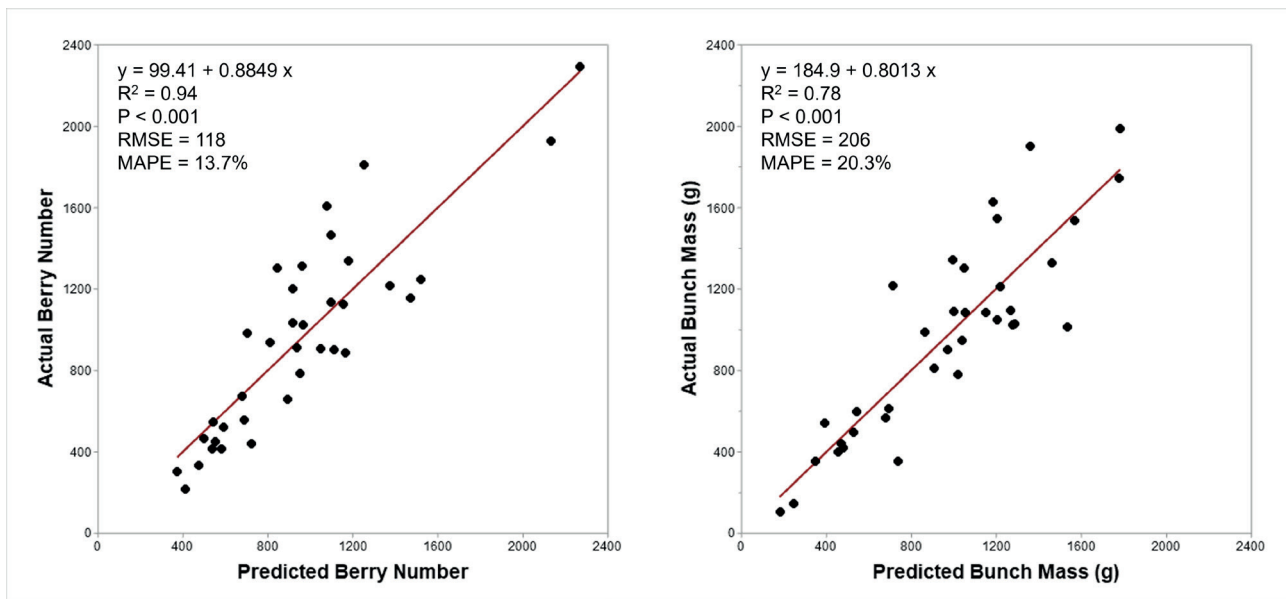 y = 99.41 + 0.8849 x
R² = 0.94
P < 0.001
RMSE = 118
MAPE = 13.7%
2400
2000
1600
1200
800
400
0
Actual Berry Number
0 400 800 1200 1600 2000 2400
Predicted Berry Number
y = 184.9 + 0.8013 x
R² = 0.78
P < 0.001
RMSE = 206
MAPE = 20.3%
2400
2000
1600
1200
800
400
0
Actual Bunch Mass (g)
0 400 800 1200 1600 2000 2400
Predicted Bunch Mass (g)